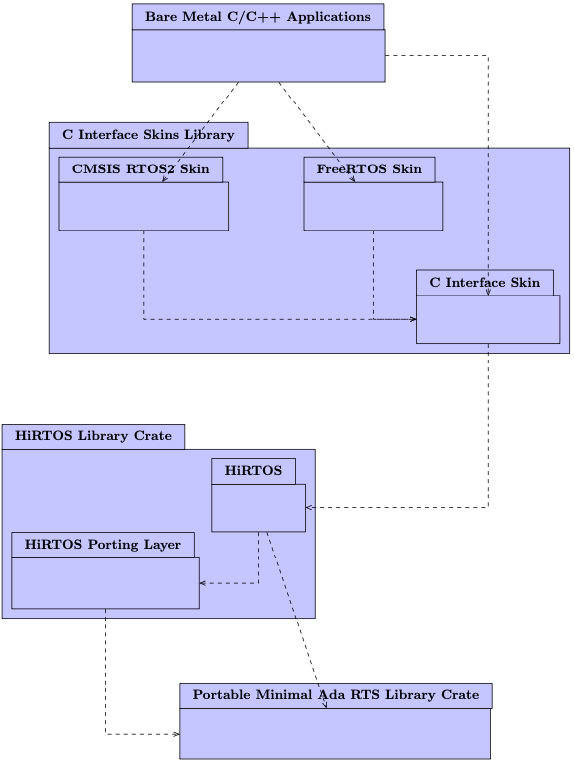 Bare Metal C/C++ Applications
C Interface Skins Library
CMSIS RTOS2 Skin
FreeRTOS Skin
C Interface Skin
HiRTOS Library Crate
HiRTOS
HiRTOS Porting Layer
Portable Minimal Ada RTS Library Crate